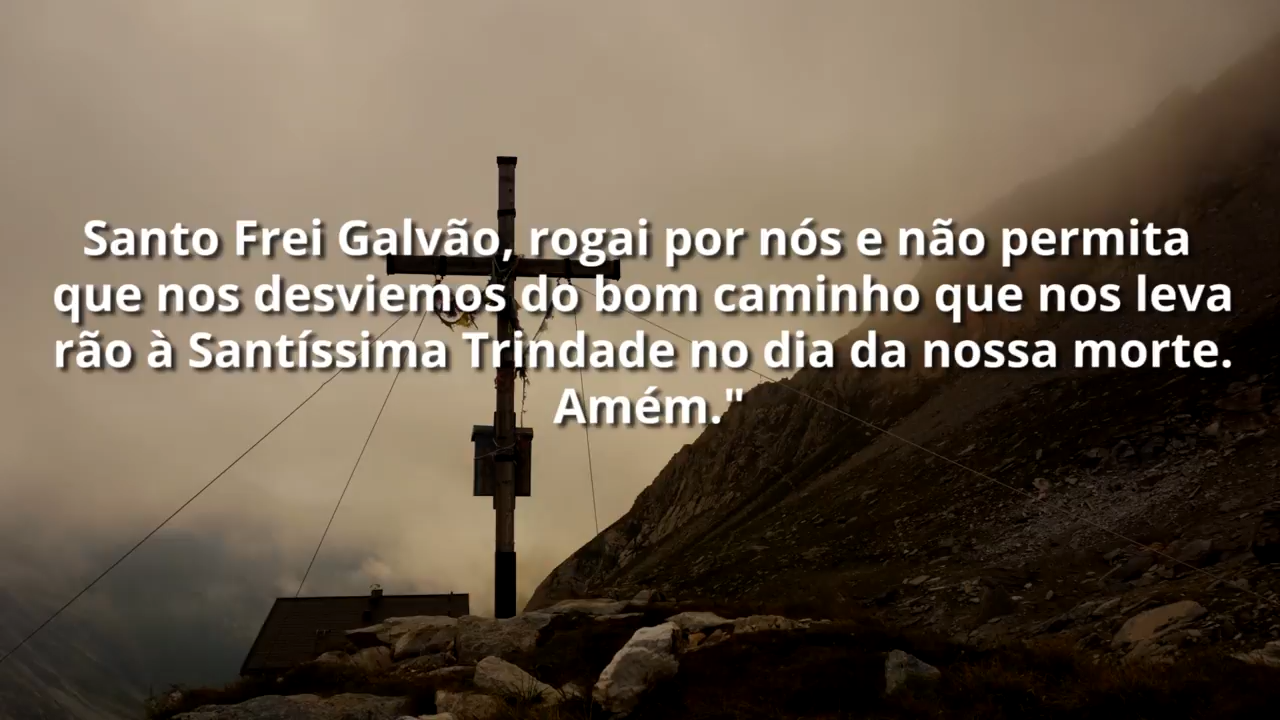 Santo Frei Galvão, rogai por nós e não permita
que nos desviemos do bom caminho que nos leva
rão à Santíssima Trindade no dia da nossa morte.
Amém."